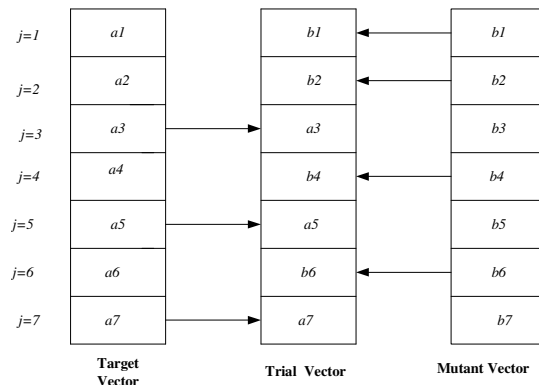 j=1 a1 b1 b1
j=2 a2 b2 b2
j=3 a3 a3 b3
j=4 a4 b4 b4
j=5 a5 a5 b5
j=6 a6 b6 b6
j=7 a7 a7 b7
Target Vector Trial Vector Mutant Vector